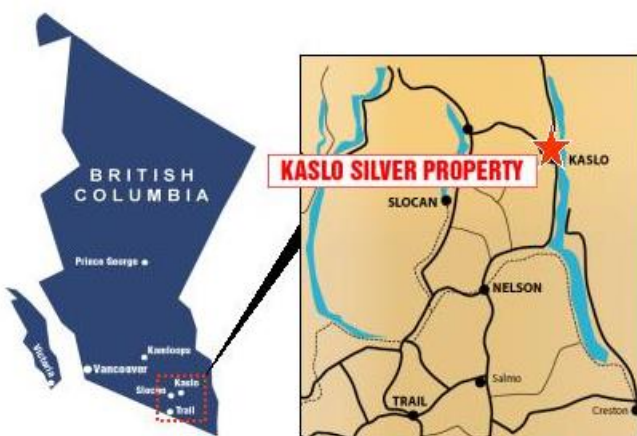 BRITISH
COLUMBIA
Prince George
Kamloops
Vancouver
Victoria
Slocan
Kaslo
Trail
KASLO SILVER PROPERTY
KASLO
SLOCAN
NELSON
Salmo
TRAIL
Creston